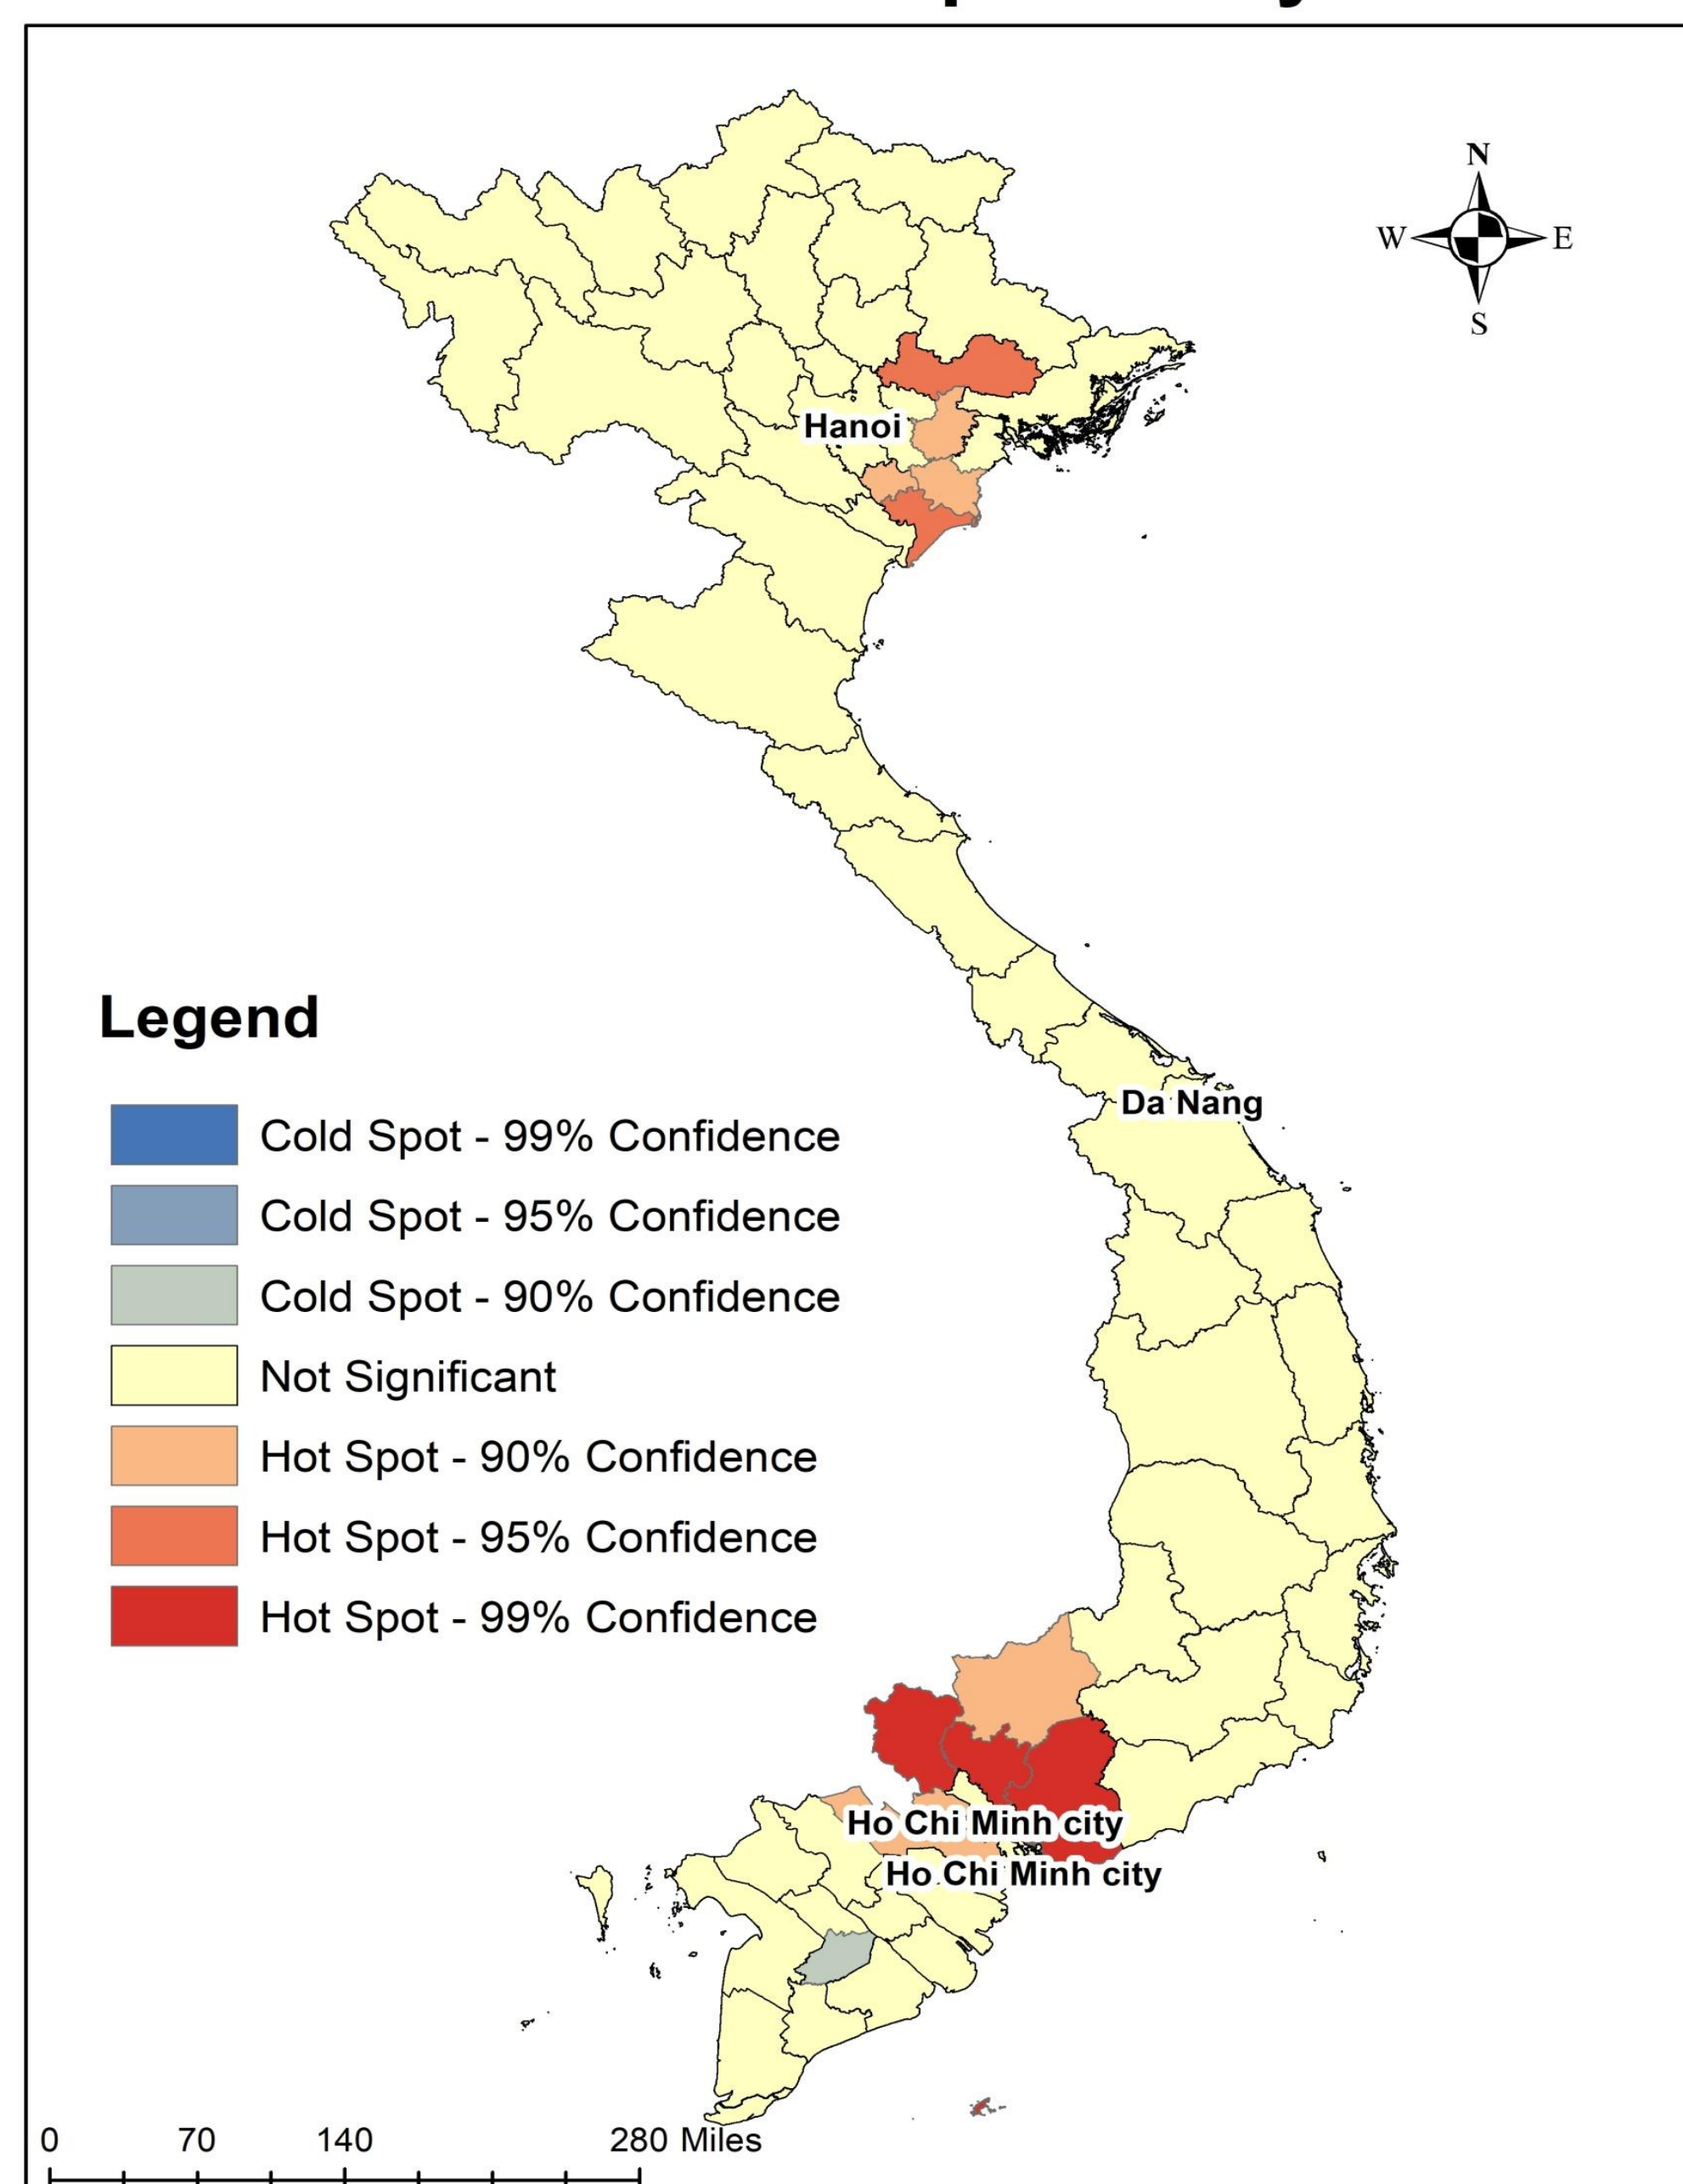 N
W E
S
Hanoi
Da Nang
Legend
Cold Spot - 99% Confidence
Cold Spot - 95% Confidence
Cold Spot - 90% Confidence
Not Significant
Hot Spot - 90% Confidence
Hot Spot - 95% Confidence
Hot Spot - 99% Confidence
Ho Chi Minh city
Ho Chi Minh city
0 70 140 280 Miles